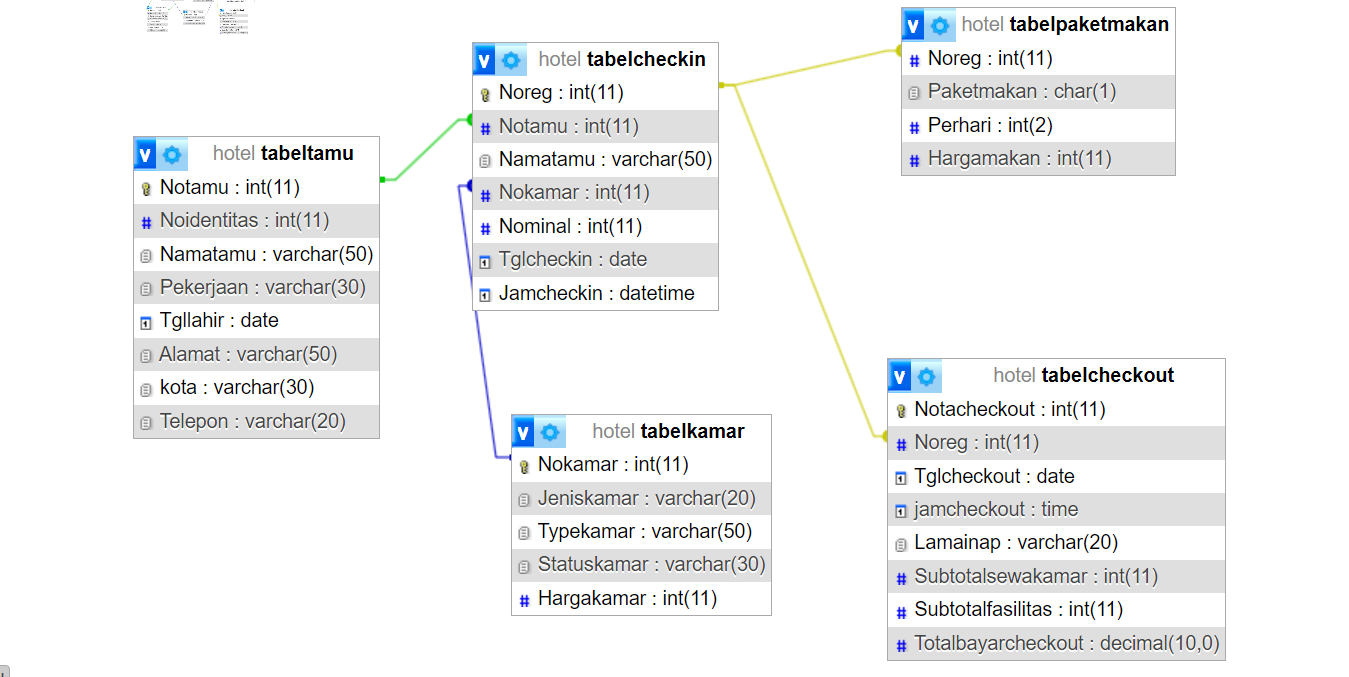 hotel tabeltamu
Notamu : int(11)
Noidentitas : int(11)
Namatamu : varchar(50)
Pekerjaan : varchar(30)
Tgllahir : date
Alamat : varchar(50)
kota : varchar(30)
Telepon : varchar(20)
hotel tabelcheckin
Noreg : int(11)
Notamu : int(11)
Namatamu : varchar(50)
Nokamar : int(11)
Nominal : int(11)
Tglcheckin : date
Jamcheckin : datetime
hotel tabelkamar
Nokamar : int(11)
Jeniskamar : varchar(20)
Typekamar : varchar(50)
Statuskamar : varchar(30)
Hargakamar : int(11)
hotel tabelpaketmakan
Noreg : int(11)
Paketmakan : char(1)
Perhari : int(2)
Hargamakan : int(11)
hotel tabelcheckout
Notacheckout : int(11)
Noreg : int(11)
Tglcheckout : date
jamcheckout : time
Lamainap : varchar(20)
Subtotalsewakamar : int(11)
Subtotalfasilitas : int(11)
Totalbayarcheckout : decimal(10,0)